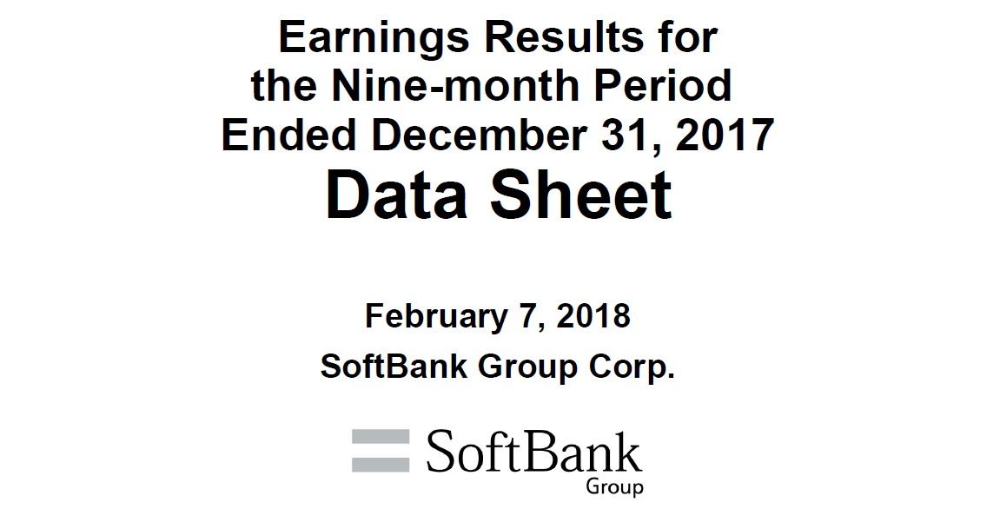 Earnings Results for
the Nine-month Period
Ended December 31, 2017
Data Sheet
February 7, 2018
SoftBank Group Corp.
SoftBank
Group